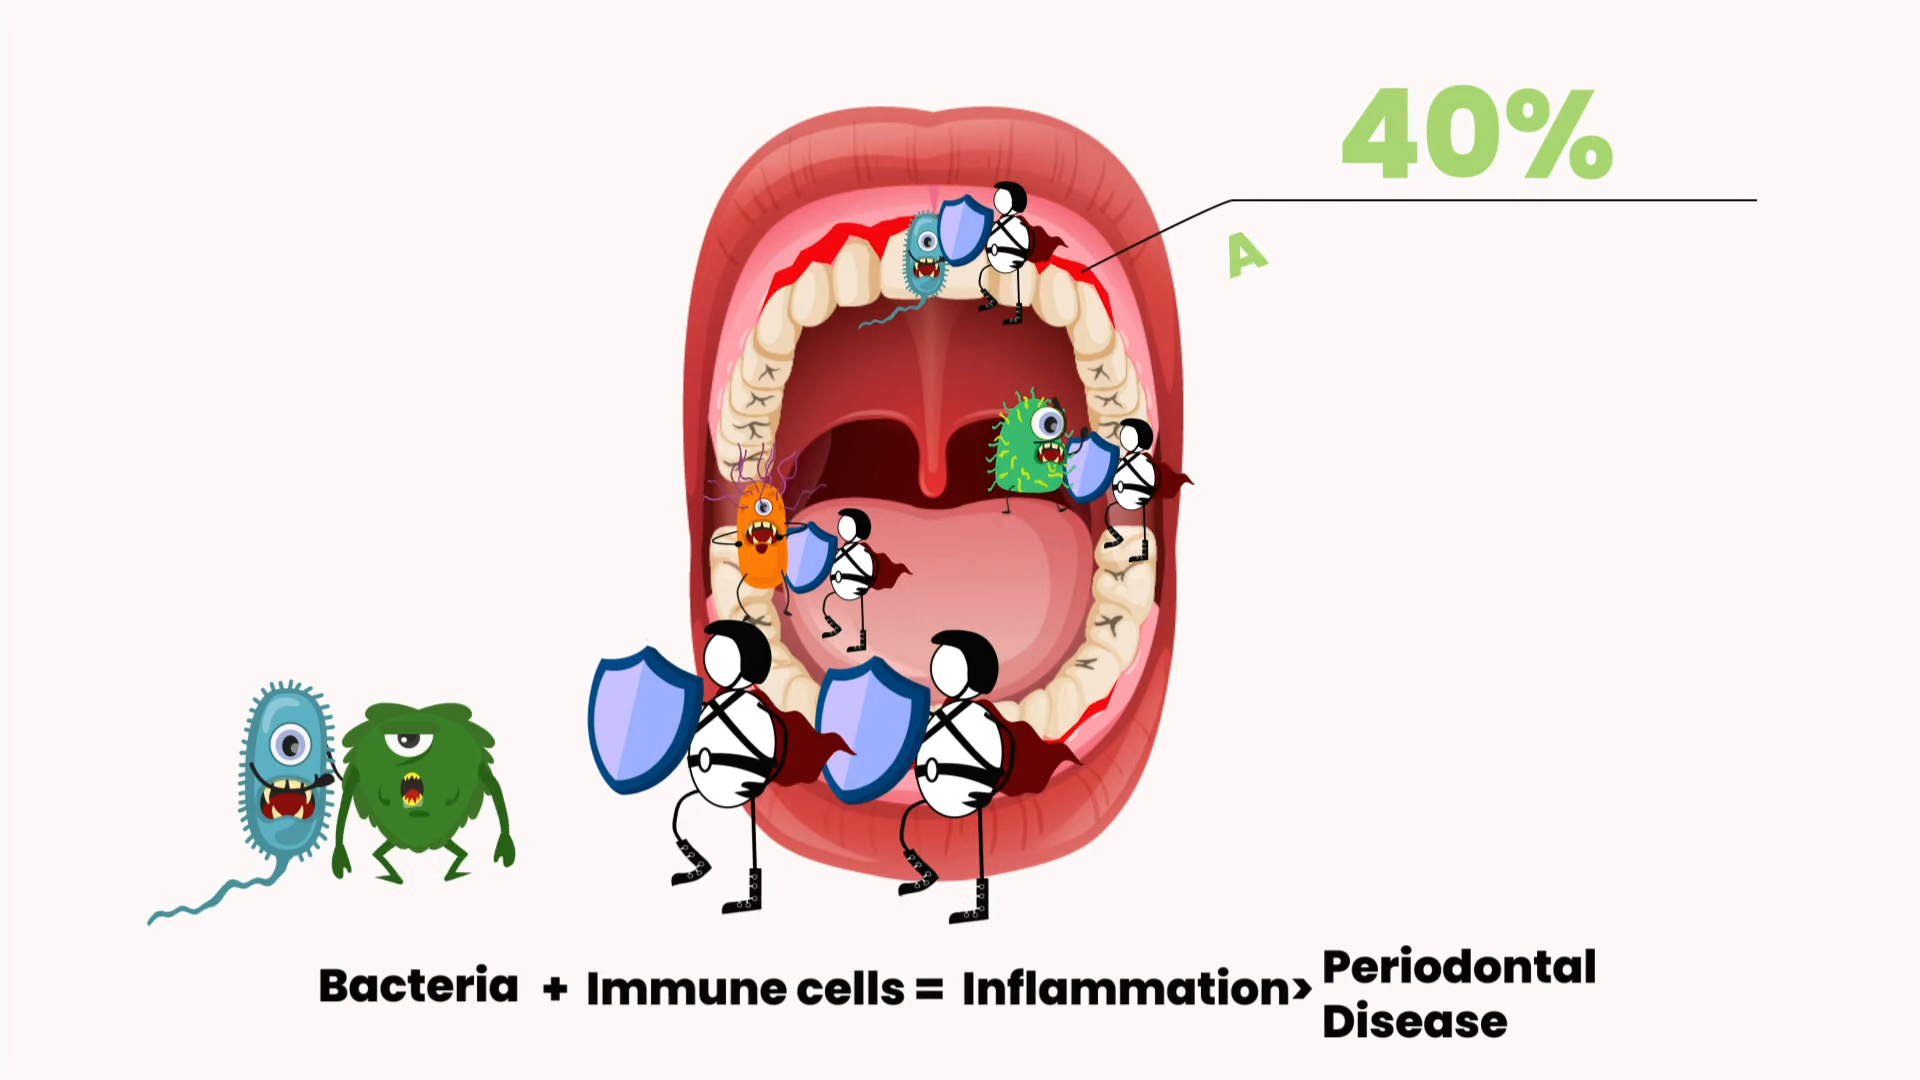 40%
A
Bacteria + Immune cells = Inflammation> Periodontal
Disease